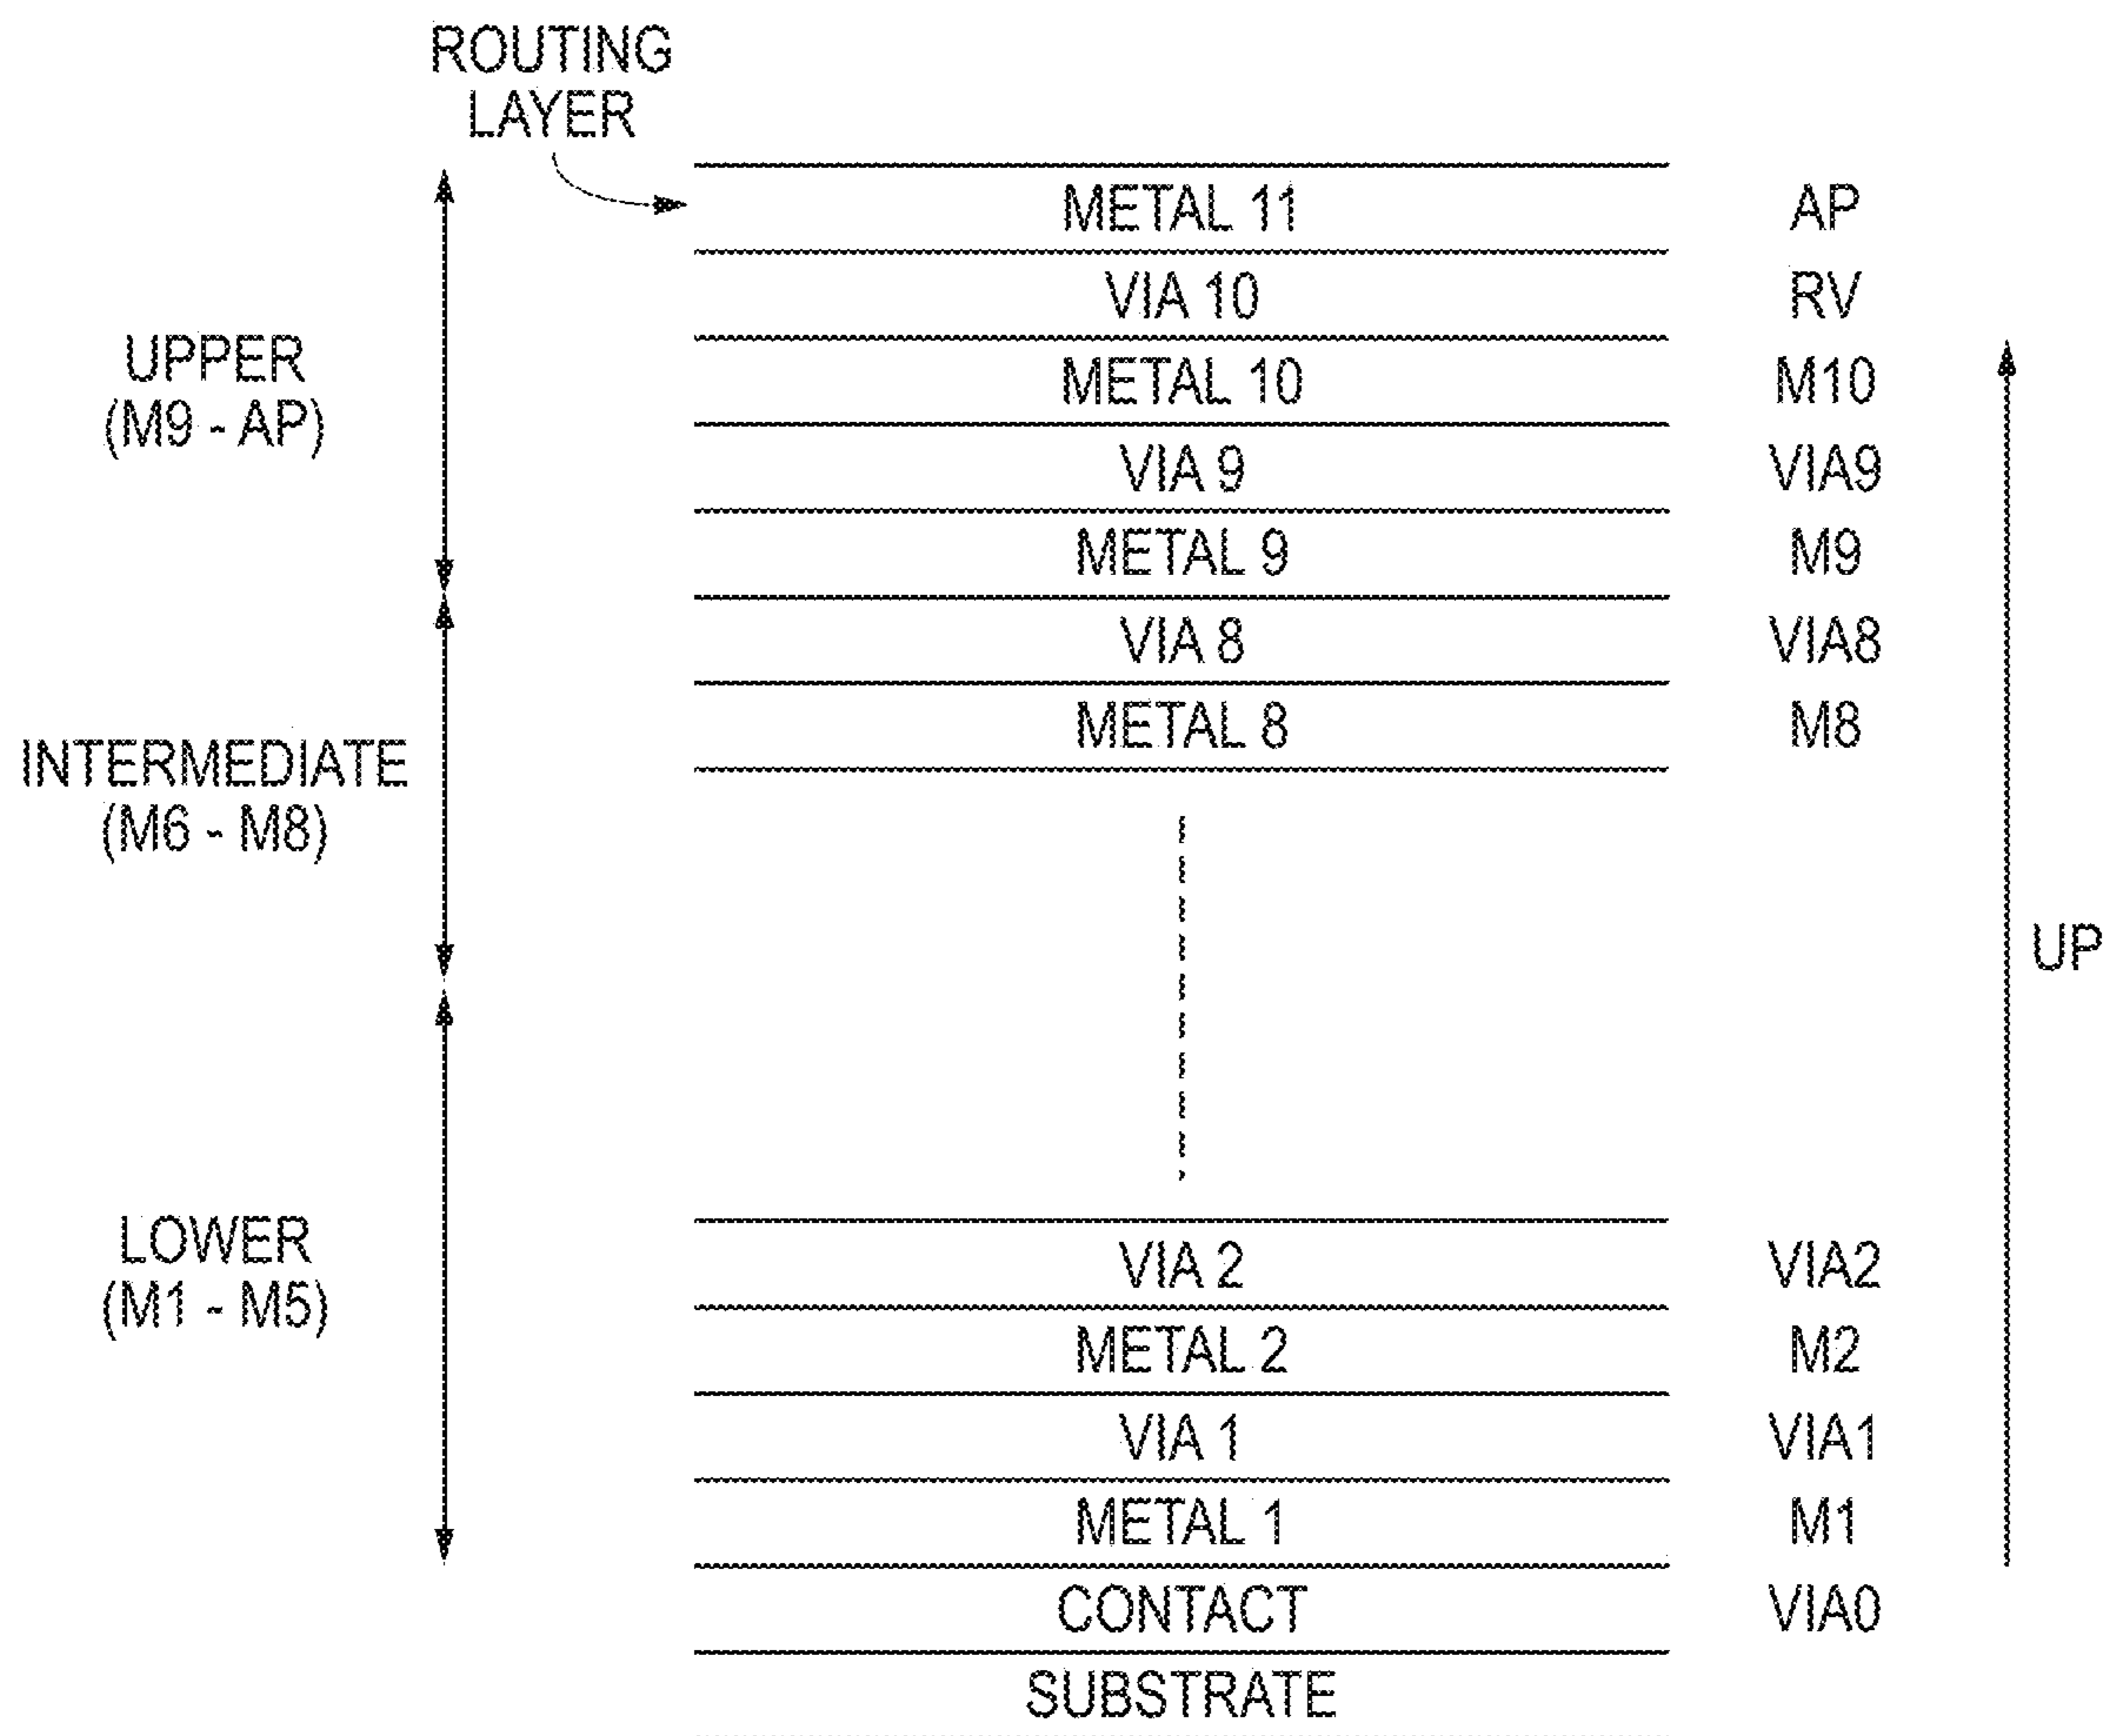 ROUTING
LAYER
METAL 11 AP
VIA 10 RV
UPPER
(M9 - AP)
METAL 10 M10
VIA 9 VIA9
METAL 9 M9
VIA 8 VIA8
METAL 8 M8
INTERMEDIATE
(M6 - M8)
UP
LOWER
(M1 - M5)
VIA 2 VIA2
METAL 2 M2
VIA 1 VIA1
METAL 1 M1
CONTACT VIA0
SUBSTRATE